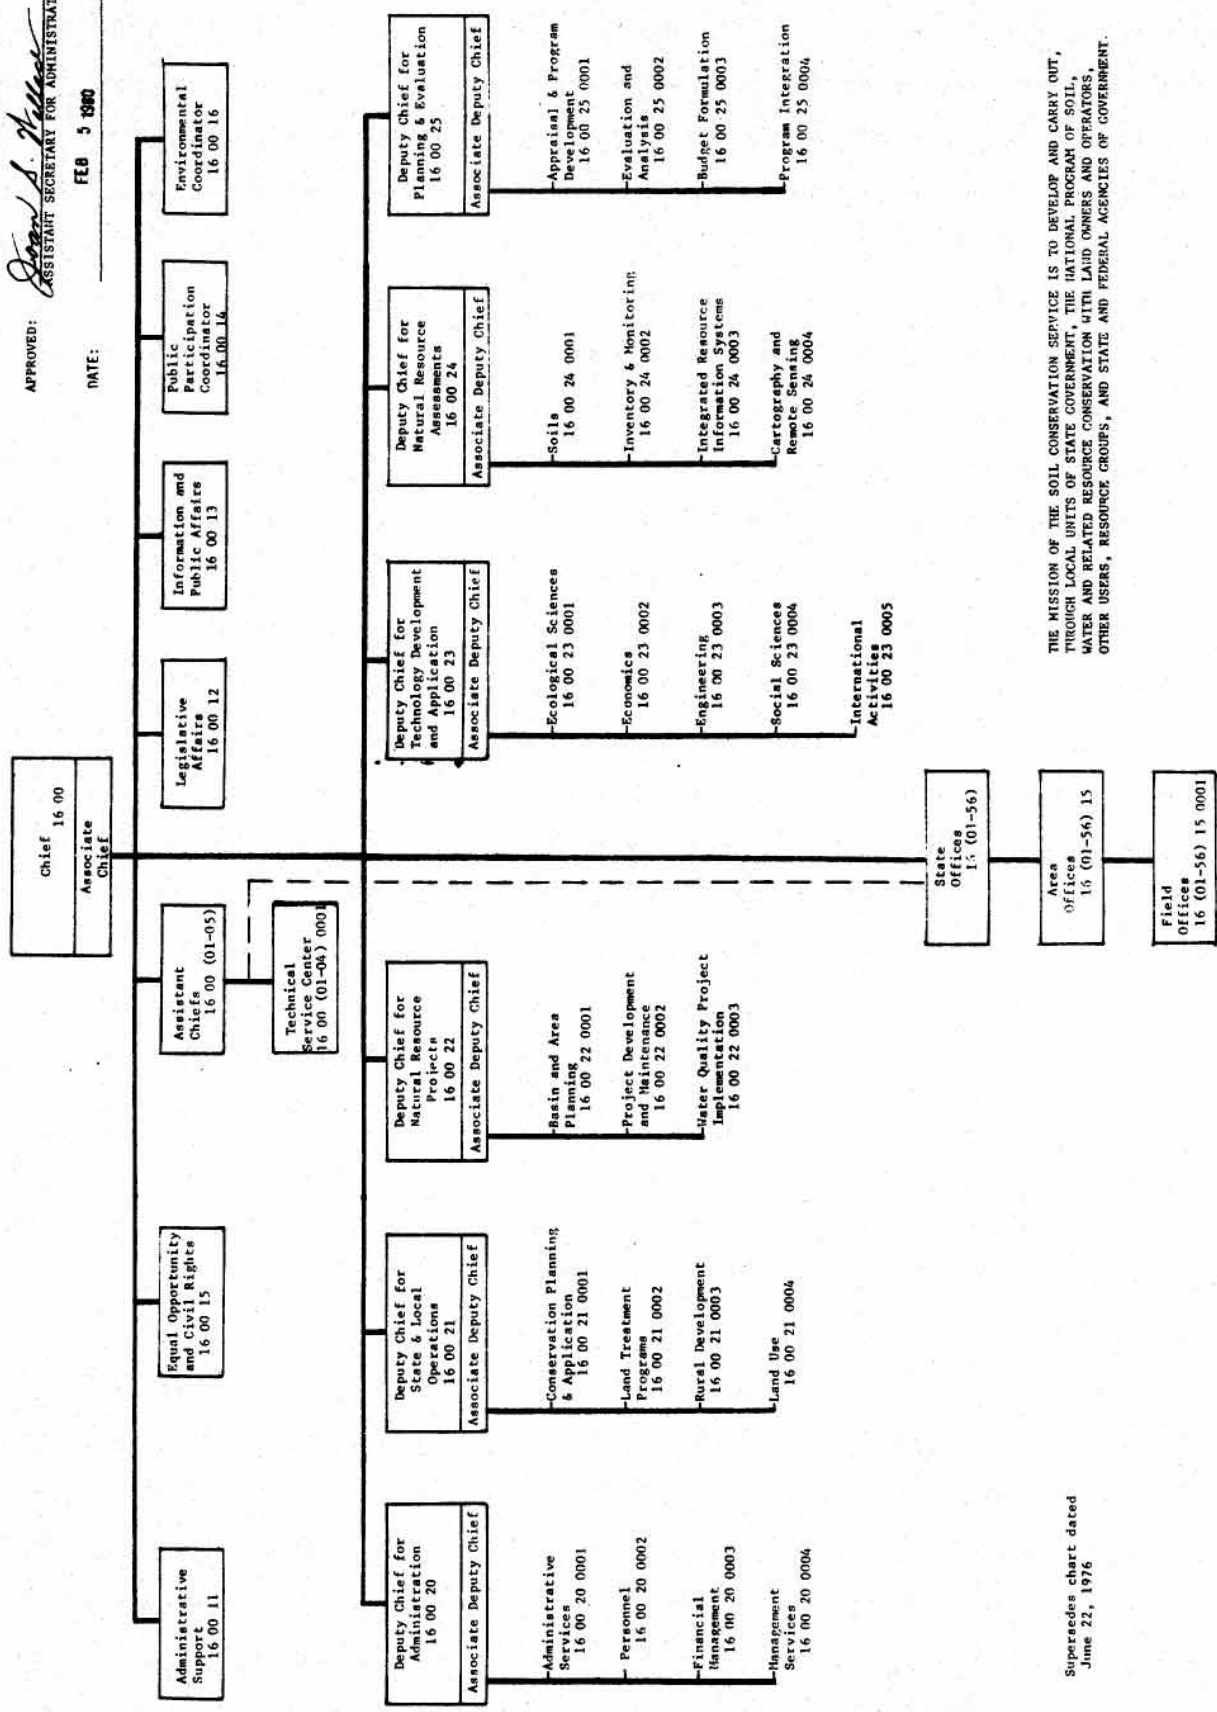 APPROVED:
Joan S. Wallace
ASSISTANT SECRETARY FOR ADMINISTRAT
DATE:
FEB 5 1980
Chief
16 00
Associate
Chief
Administrative
Support
16 00 11
Equal Opportunity
and Civil Rights
16 00 15
Assistant
Chiefs
16 00 (01-05)
Technical
Service Center
16 00 (01-04) 0001
Legislative
Affairs
16 00 12
Information and
Public Affairs
16 00 13
Public
Participation
Coordinator
16 00 14
Environmental
Coordinator
16 00 16
Deputy Chief for
Administration
16 00 20
Associate Deputy Chief
Administrative
Services
16 00 20 0001
Personnel
16 00 20 0002
Financial
Management
16 00 20 0003
Management
Services
16 00 20 0004
Deputy Chief for
State & Local
Operations
16 00 21
Associate Deputy Chief
Conservation Planning
& Application
16 00 21 0001
Land Treatment
Programs
16 00 21 0002
Rural Development
16 00 21 0003
Land Use
16 00 21 0004
Deputy Chief for
Natural Resource
Projects
16 00 22
Associate Deputy Chief
Basin and Area
Planning
16 00 22 0001
Project Development
and Maintenance
16 00 22 0002
Water Quality Project
Implementation
16 00 22 0003
Deputy Chief for
Technology Development
and Application
16 00 23
Associate Deputy Chief
Ecological Sciences
16 00 23 0001
Economics
16 00 23 0002
Engineering
16 00 23 0003
Social Sciences
16 00 23 0004
International
Activities
16 00 23 0005
Deputy Chief for
Natural Resource
Assessments
16 00 24
Associate Deputy Chief
Soils
16 00 24 0001
Inventory & Monitoring
16 00 24 0002
Integrated Resource
Information Systems
16 00 24 0003
Cartography and
Remote Sensing
16 00 24 0004
Deputy Chief for
Planning & Evaluation
16 00 25
Associate Deputy Chief
Appraisal & Program
Development
16 00 25 0001
Evaluation and
Analysis
16 00 25 0002
Budget Formulation
16 00 25 0003
Program Integration
16 00 25 0004
State
Offices
16 (01-56)
Area
Offices
16 (01-56) 15
Field
Offices
16 (01-56) 15 0001
Supersedes chart dated
June 22, 1976
THE MISSION OF THE SOIL CONSERVATION SERVICE IS TO DEVELOP AND CARRY OUT,
THROUGH LOCAL UNITS OF STATE GOVERNMENT, THE NATIONAL PROGRAM OF SOIL,
WATER AND RELATED RESOURCE CONSERVATION WITH LAND OWNERS AND OPERATORS,
OTHER USERS, RESOURCE GROUPS, AND STATE AND FEDERAL AGENCIES OF GOVERNMENT.